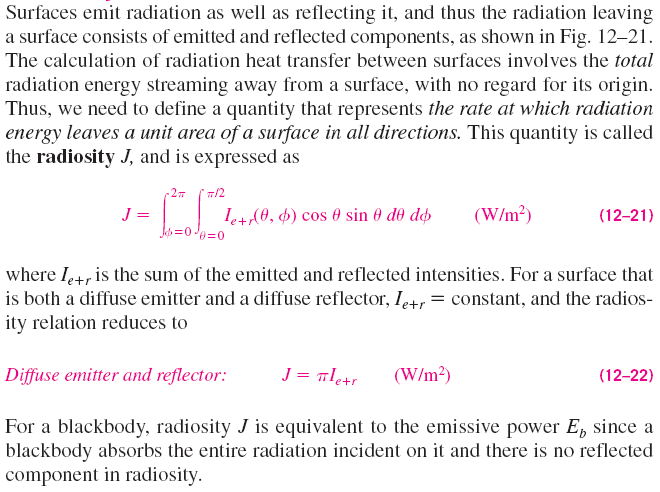 Surfaces emit radiation as well as reflecting it, and thus the radiation leaving
a surface consists of emitted and reflected components, as shown in Fig. 12–21.
The calculation of radiation heat transfer between surfaces involves the total
radiation energy streaming away from a surface, with no regard for its origin.
Thus, we need to define a quantity that represents the rate at which radiation
energy leaves a unit area of a surface in all directions. This quantity is called
the radiosity J, and is expressed as
J = ∫_{ϕ=0}^{2π} ∫_{θ=0}^{π/2} I_{e+r}(θ, ϕ) cos θ sin θ dθ dϕ (W/m²) (12–21)
where I_{e+r} is the sum of the emitted and reflected intensities. For a surface that
is both a diffuse emitter and a diffuse reflector, I_{e+r} = constant, and the radios-
ity relation reduces to
Diffuse emitter and reflector: J = πI_{e+r} (W/m²) (12–22)
For a blackbody, radiosity J is equivalent to the emissive power E_b since a
blackbody absorbs the entire radiation incident on it and there is no reflected
component in radiosity.